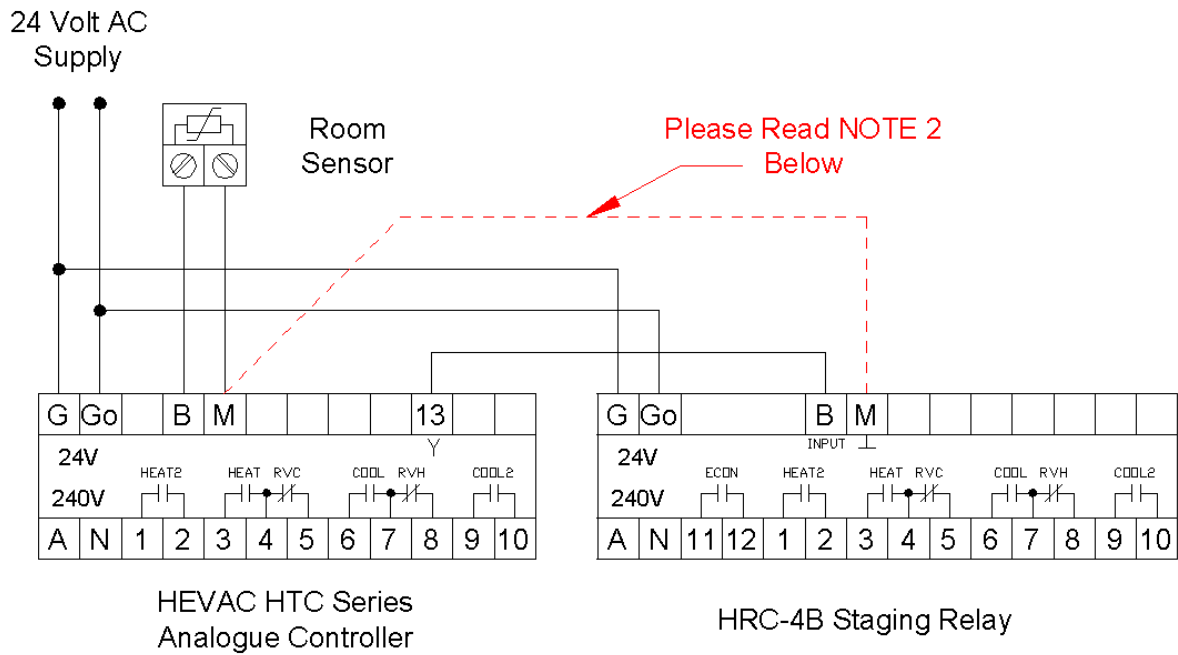 24 Volt AC
Supply
Room
Sensor
Please Read NOTE 2
Below
G Go B M 13
Y
24V
HEAT2 HEAT RVC COOL RVH COOL2
240V
A N 1 2 3 4 5 6 7 8 9 10
HEVAC HTC Series
Analogue Controller
G Go B M
INPUT
24V
ECON HEAT2 HEAT RVC COOL RVH COOL2
240V
A N 11 12 1 2 3 4 5 6 7 8 9 10
HRC-4B Staging Relay